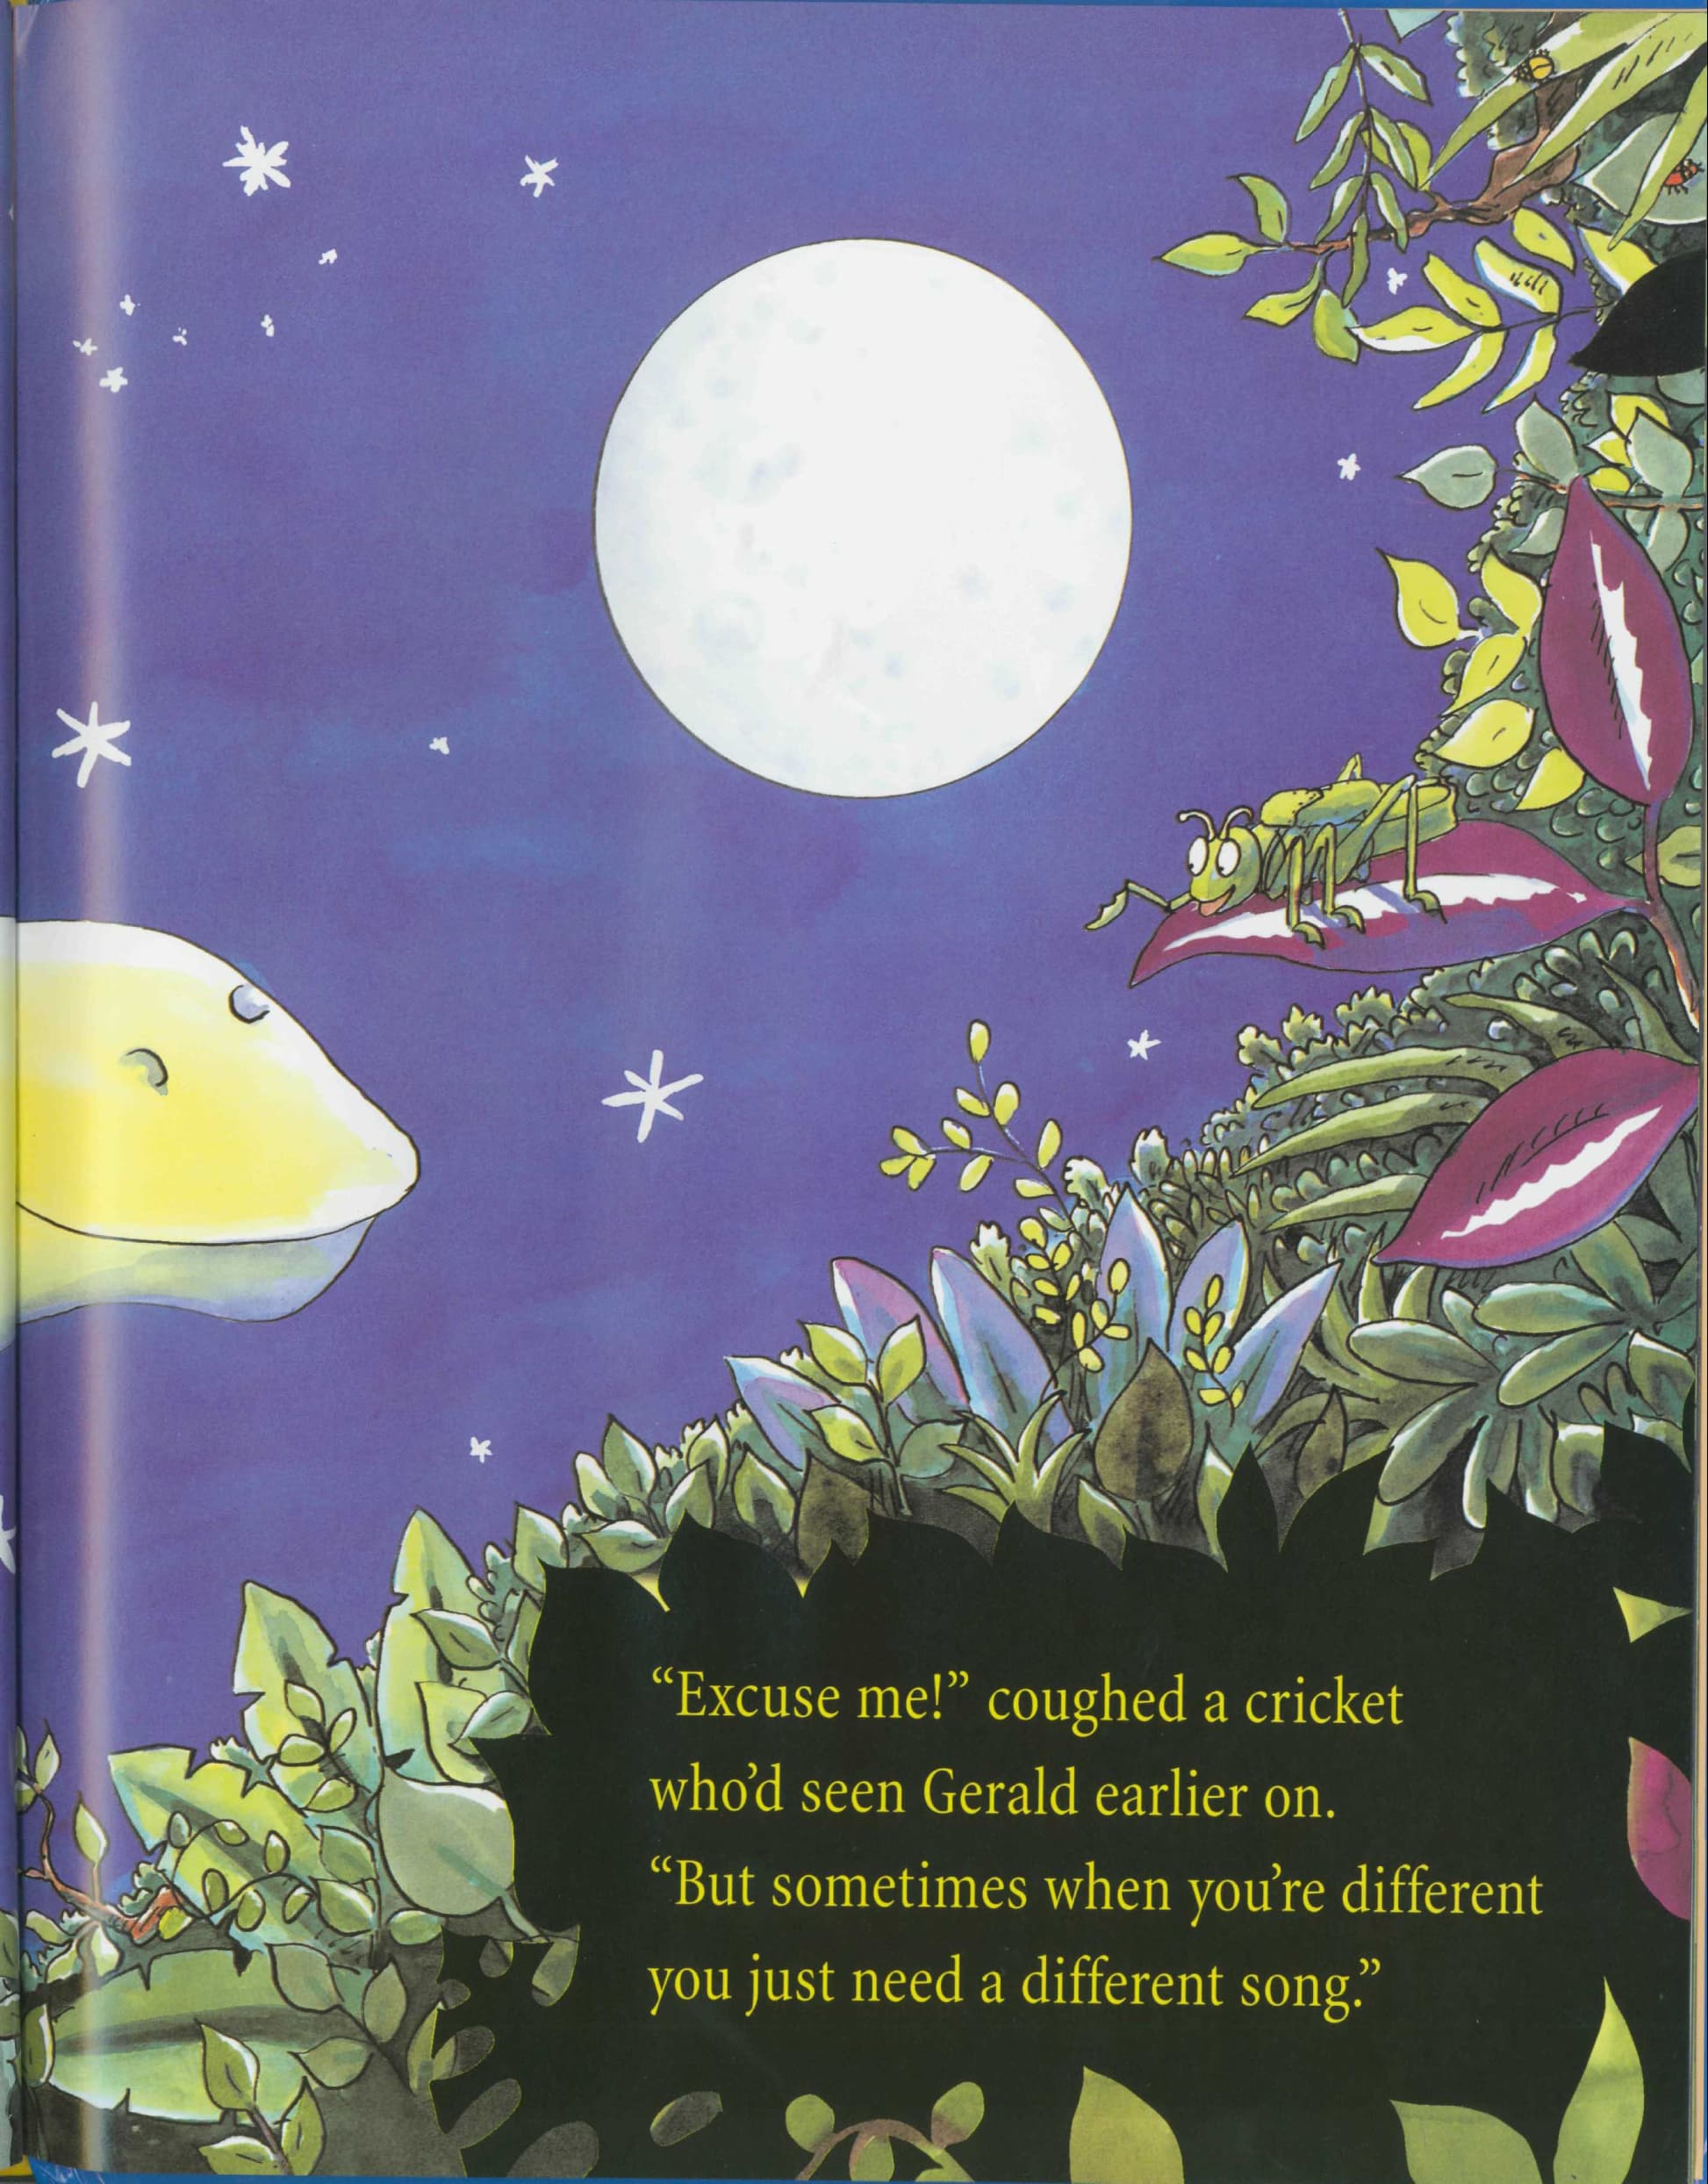 “Excuse me!” coughed a cricket
who’d seen Gerald earlier on.
“But sometimes when you’re different
you just need a different song.”